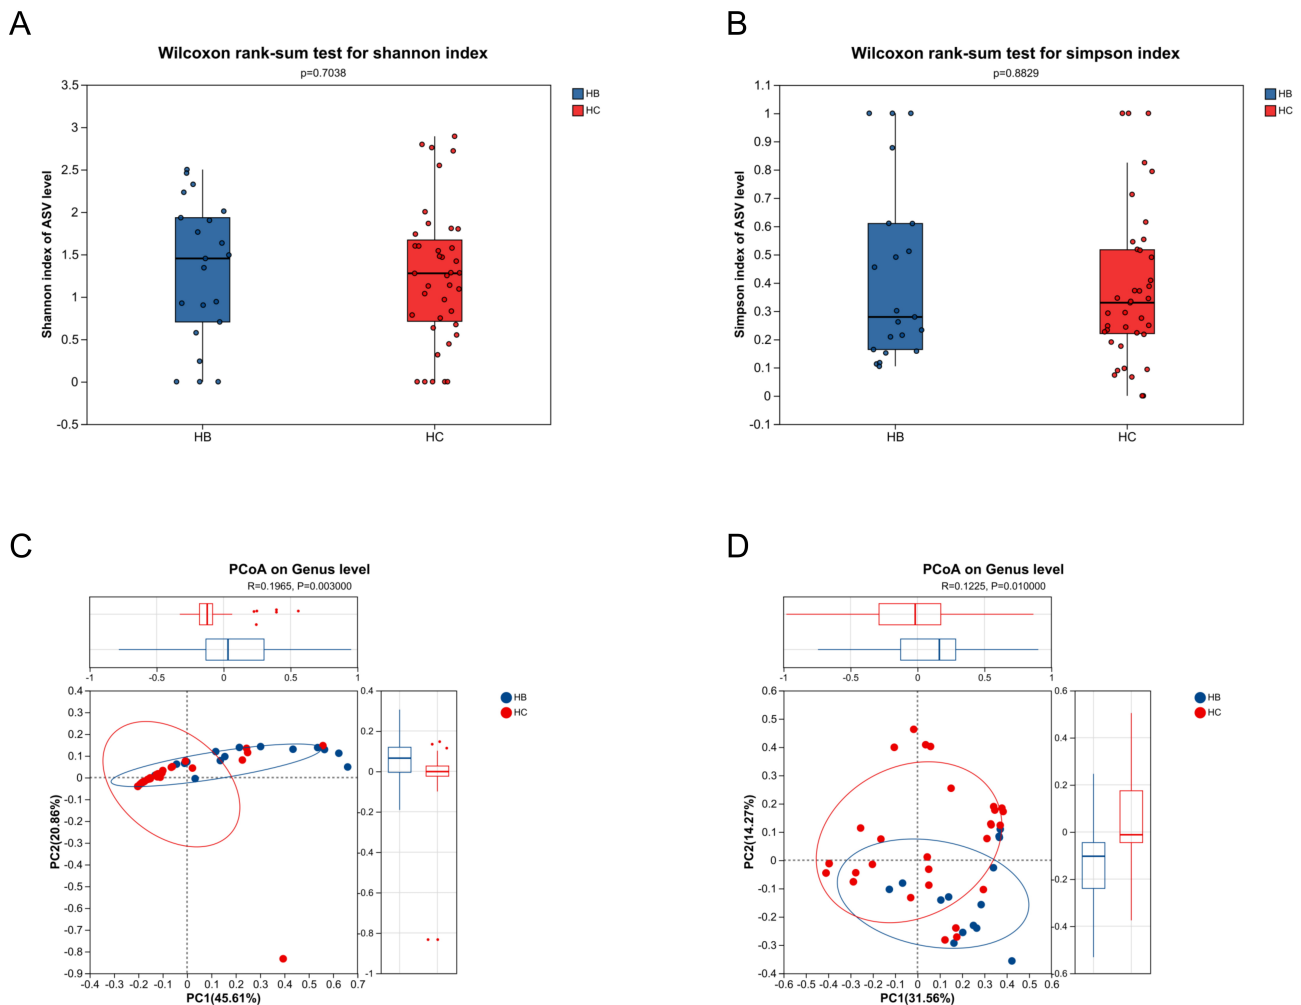 A
Wilcoxon rank-sum test for shannon index
p=0.7038
Shannon index of ASV level
3.5
3
2.5
2
1.5
1
0.5
0
-0.5
HB
HC
HB
HC
B
Wilcoxon rank-sum test for simpson index
p=0.8829
Simpson index of ASV level
1.1
1
0.9
0.8
0.7
0.6
0.5
0.4
0.3
0.2
0.1
0
-0.1
HB
HC
HB
HC
C
PCoA on Genus level
R=0.1965, P=0.003000
-1 -0.5 0 0.5 1
PC2(20.86%)
0.4
0.3
0.2
0.1
0
-0.1
-0.2
-0.3
-0.4
-0.5
-0.6
-0.7
-0.8
-0.9
-0.4 -0.3 -0.2 -0.1 0 0.1 0.2 0.3 0.4 0.5 0.6 0.7
PC1(45.61%)
0.4
0.2
0
-0.2
-0.4
-0.6
-0.8
-1
HB
HC
D
PCoA on Genus level
R=0.1225, P=0.010000
-1 -0.5 0 0.5 1
PC2(14.27%)
0.6
0.5
0.4
0.3
0.2
0.1
0
-0.1
-0.2
-0.3
-0.4
-0.6 -0.5 -0.4 -0.3 -0.2 -0.1 0 0.1 0.2 0.3 0.4 0.5 0.6
PC1(31.56%)
0.6
0.4
0.2
0
-0.2
-0.4
-0.6
HB
HC